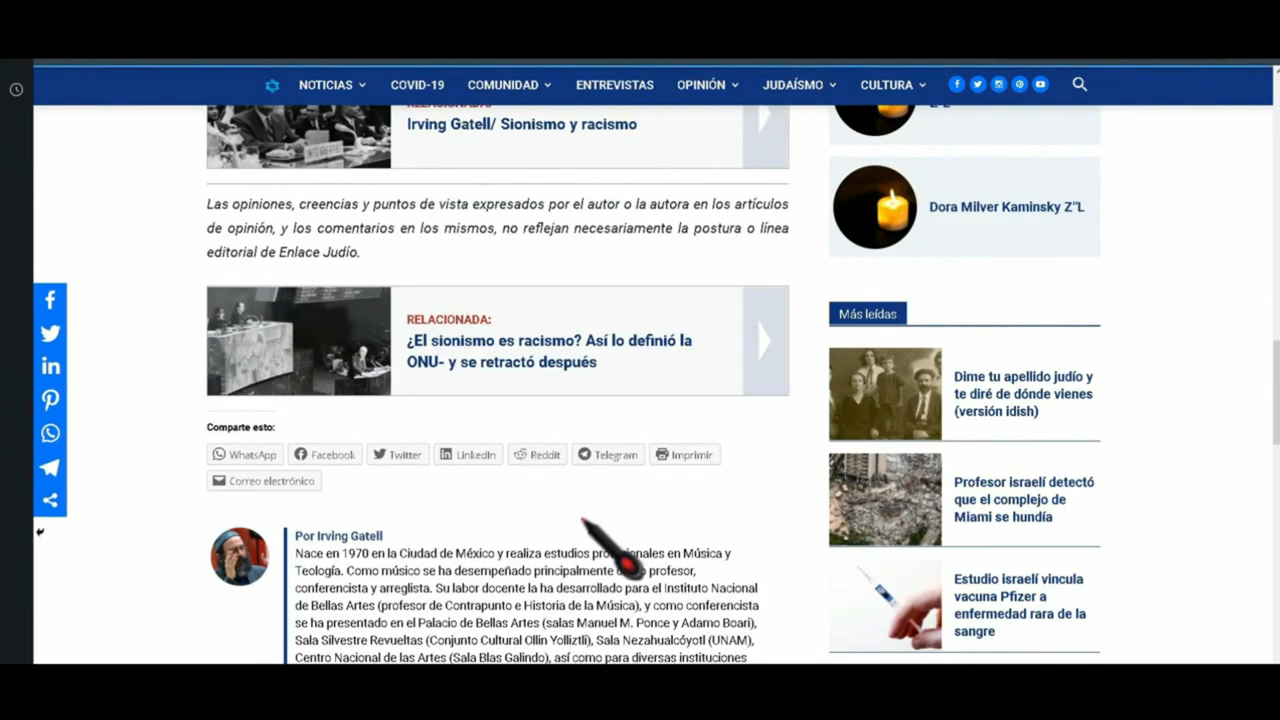 NOTICIAS
COVID-19
COMUNIDAD
ENTREVISTAS
OPINIÓN
JUDAÍSMO
CULTURA
RELACIONADA:
Irving Gatell/ Sionismo y racismo
Las opiniones, creencias y puntos de vista expresados por el autor o la autora en los artículos
de opinión, y los comentarios en los mismos, no reflejan necesariamente la postura o línea
editorial de Enlace Judío.
RELACIONADA:
¿El sionismo es racismo? Así lo definió la
ONU- y se retractó después
Comparte esto:
WhatsApp
Facebook
Twitter
LinkedIn
Reddit
Telegram
Imprimir
Correo electrónico
Por Irving Gatell
Nace en 1970 en la Ciudad de México y realiza estudios en Música y
Teología. Como músico se ha desempeñado principalmente profesor,
conferencista y arreglista. Su labor docente la ha desarrollado para el Instituto Nacional
de Bellas Artes (profesor de Contrapunto e Historia de la Música), y como conferencista
se ha presentado en el Palacio de Bellas Artes (salas Manuel M. Ponce y Adamo Boari),
Sala Silvestre Revueltas (Conjunto Cultural Ollin Yoliztli), Sala Nezahualcóyotl (UNAM),
Centro Nacional de las Artes (Sala Blas Galindo), así como para diversas instituciones
Z"L
Dora Milver Kaminsky Z"L
Más leídas
Dime tu apellido judío y
te diré de dónde vienes
(versión idish)
Profesor israelí detectó
que el complejo de
Miami se hundía
Estudio israelí vincula
vacuna Pfizer a
enfermedad rara de la
sangre